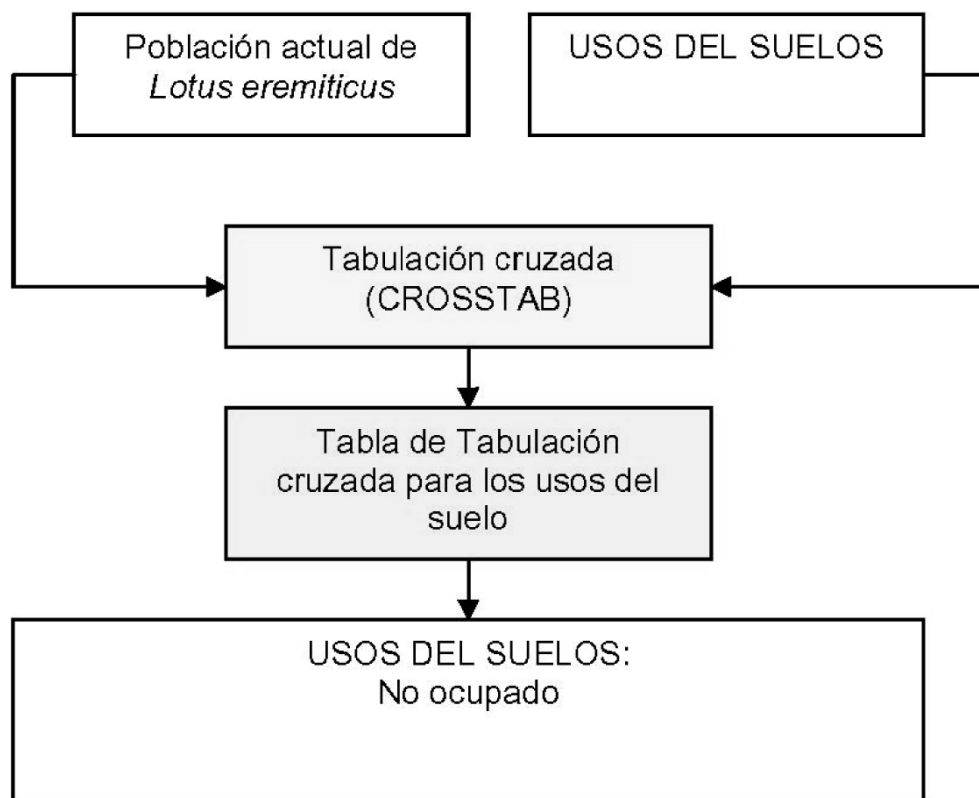 Población actual de
Lotus eremiticus
USOS DEL SUELOS
Tabulación cruzada
(CROSSTAB)
Tabla de Tabulación
cruzada para los usos del
suelo
USOS DEL SUELOS:
No ocupado